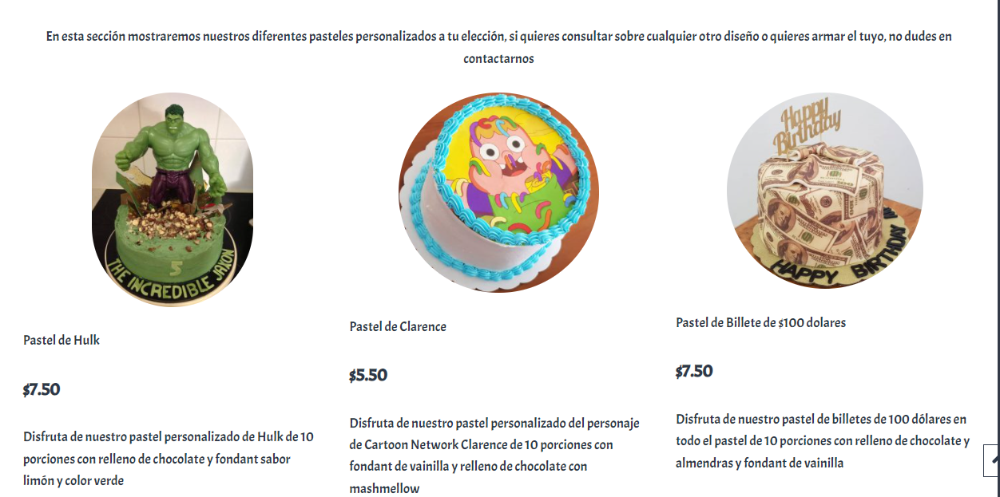 En esta sección mostraremos nuestros diferentes pasteles personalizados a tu elección, si quieres consultar sobre cualquier otro diseño o quieres armar el tuyo, no dudes en
contactarnos
5
THE INCREDIBLE JAXON
Happy
Birthday
HAPPY BIRTHDAY
Pastel de Hulk
$7.50
Disfruta de nuestro pastel personalizado de Hulk de 10
porciones con relleno de chocolate y fondant sabor
limón y color verde
Pastel de Clarence
$5.50
Disfruta de nuestro pastel personalizado del personaje
de Cartoon Network Clarence de 10 porciones con
fondant de vainilla y relleno de chocolate con
mashmellow
Pastel de Billete de $100 dolares
$7.50
Disfruta de nuestro pastel de billetes de 100 dólares en
todo el pastel de 10 porciones con relleno de chocolate y
almendras y fondant de vainilla